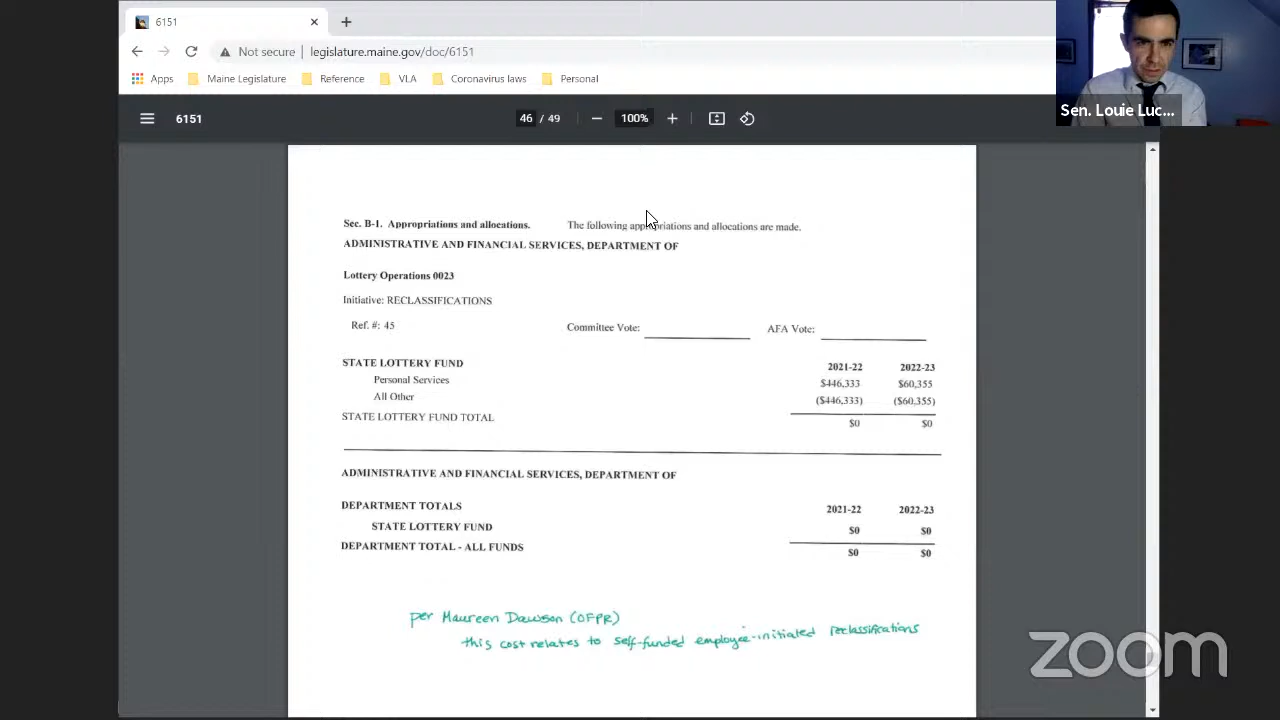 6151
Not secure | legislature.maine.gov/doc/6151
Apps Maine Legislature Reference VLA Coronavirus laws Personal
Sen. Louie Luc...
6151 46 / 49 100%
Sec. B-1. Appropriations and allocations. The following appropriations and allocations are made.
ADMINISTRATIVE AND FINANCIAL SERVICES, DEPARTMENT OF
Lottery Operations 0023
Initiative: RECLASSIFICATIONS
Ref. #: 45 Committee Vote: AFA Vote:
STATE LOTTERY FUND 2021-22 2022-23
Personal Services $446,333 $60,355
All Other ($446,333) ($60,355)
STATE LOTTERY FUND TOTAL $0 $0
ADMINISTRATIVE AND FINANCIAL SERVICES, DEPARTMENT OF
DEPARTMENT TOTALS 2021-22 2022-23
STATE LOTTERY FUND $0 $0
DEPARTMENT TOTAL - ALL FUNDS $0 $0
per Maureen Dawson (OFPR)
this cost relates to self-funded employee-initiated reclassifications
zoom